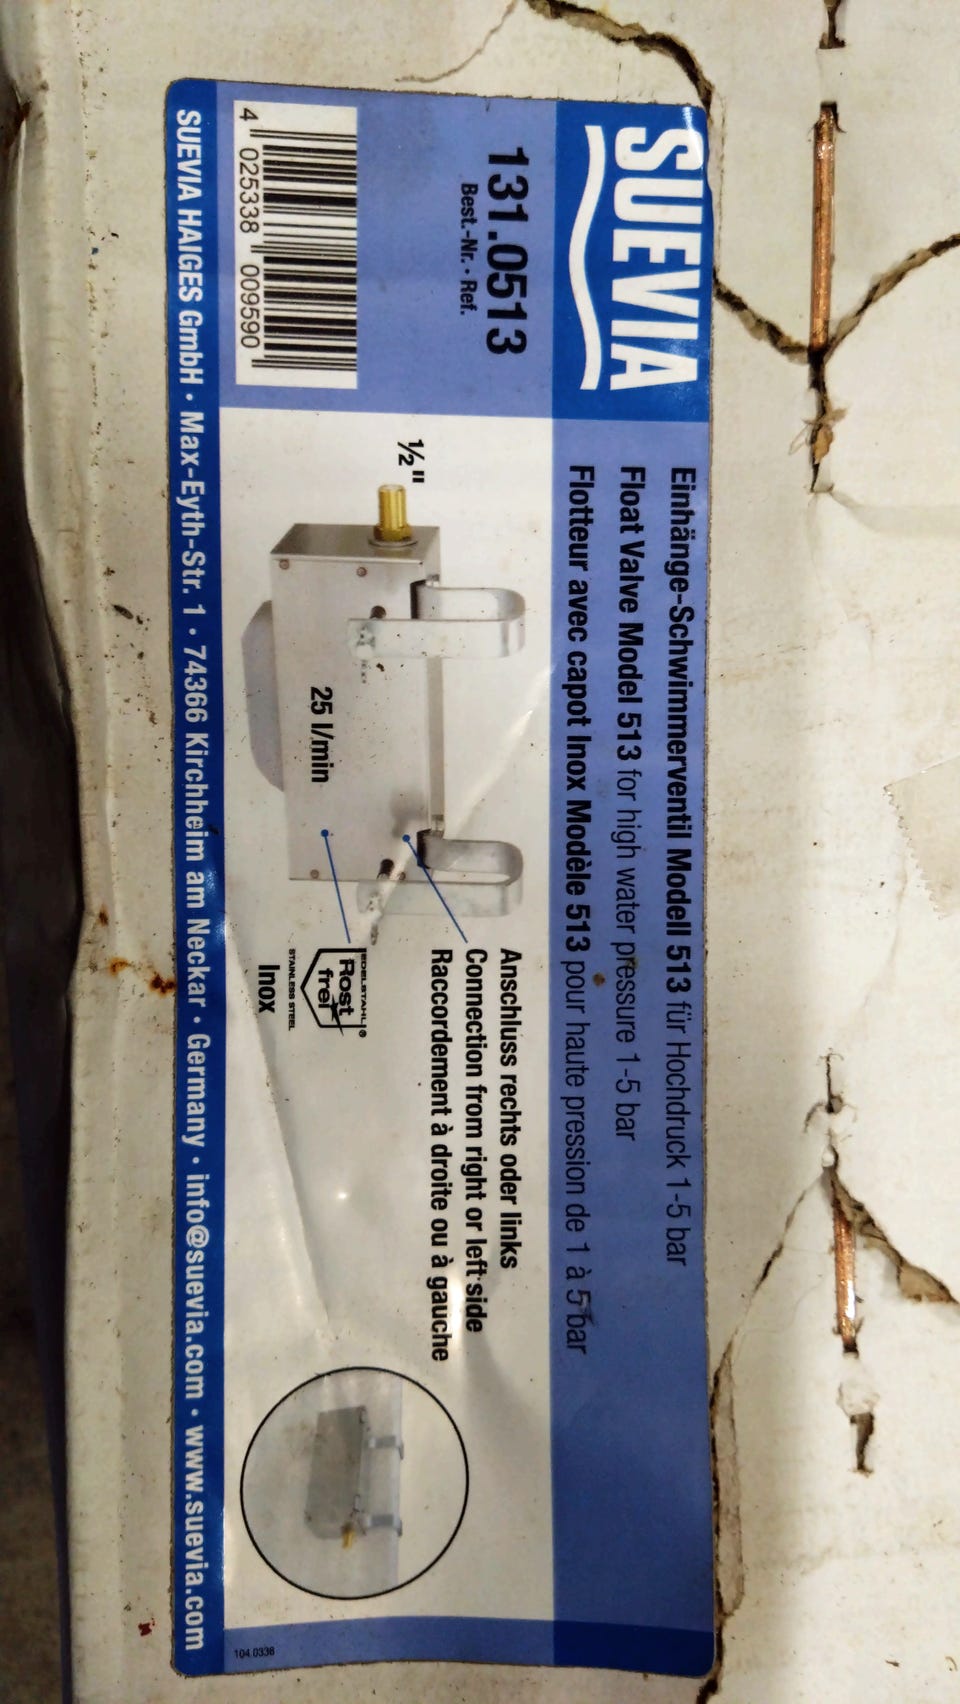 SUEVIA
131.0513
Best.-Nr. · Ref.
4 025338 009590
Einhänge-Schwimmerventil Modell 513 für Hochdruck 1-5 bar
Float Valve Model 513 for high water pressure 1-5 bar
Flotteur avec capot Inox Modèle 513 pour haute pression de 1 à 5 bar
½"
25 l/min
Anschluss rechts oder links
Connection from right or left side
Raccordement à droite ou à gauche
EDELSTAHL®
Rost
frei
STAINLESS STEEL
Inox
SUEVIA HAIGES GmbH · Max-Eyth-Str. 1 · 74366 Kirchheim am Neckar · Germany · info@suevia.com · www.suevia.com
104.0336